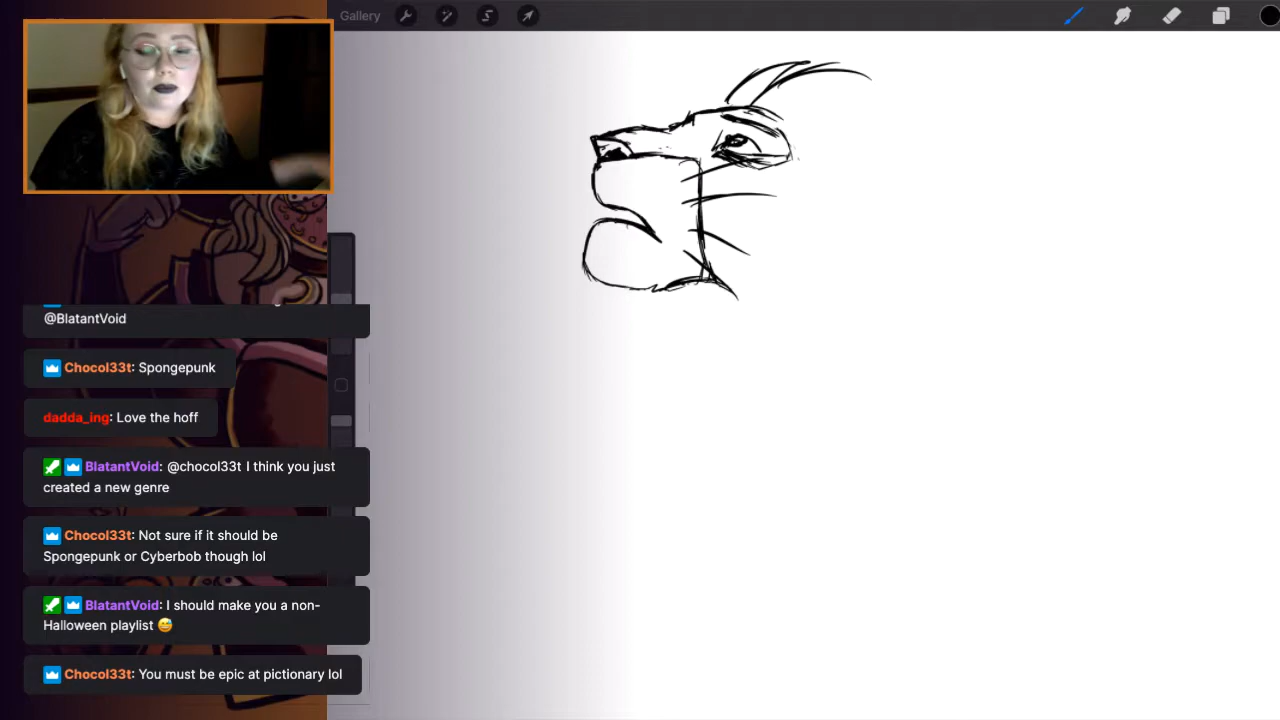 Gallery
@BlatantVoid
Chocol33t: Spongepunk
dadda_ing: Love the hoff
BlatantVoid: @chocol33t I think you just
created a new genre
Chocol33t: Not sure if it should be
Spongepunk or Cyberbob though lol
BlatantVoid: I should make you a non-
Halloween playlist 😅
Chocol33t: You must be epic at pictionary lol